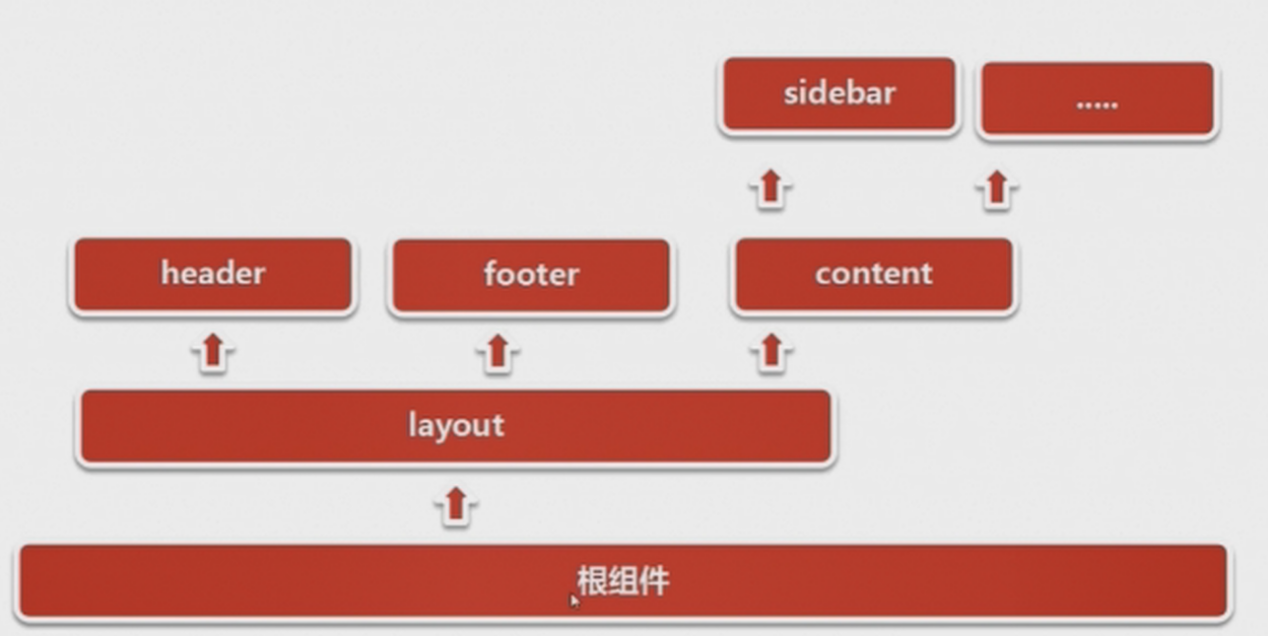 sidebar
.....
header
footer
content
layout
根组件